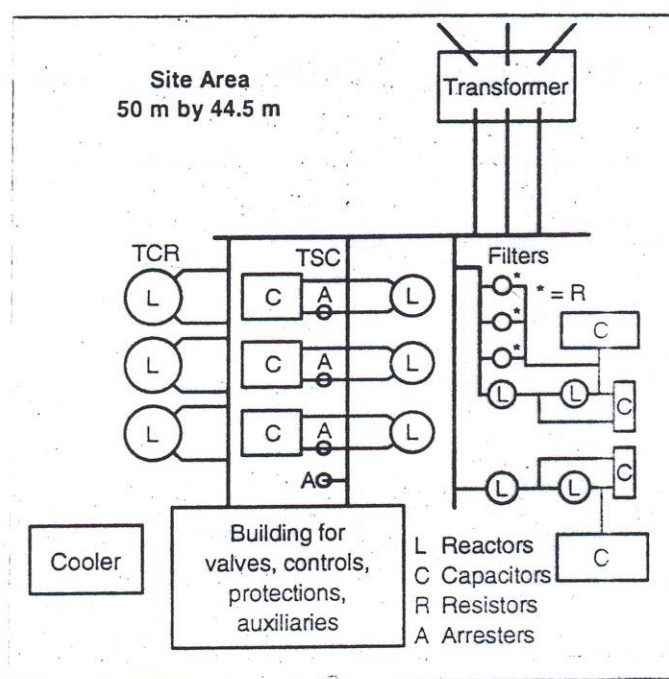 Site Area
50 m by 44.5 m
Transformer
TCR
TSC
Filters
L
C
A
L
*
* = R
C
*
L
C
A
L
*
L
L
C
L
C
A
L
A
L
L
C
C
Cooler
Building for
valves, controls,
protections,
auxiliaries
L Reactors
C Capacitors
R Resistors
A Arresters